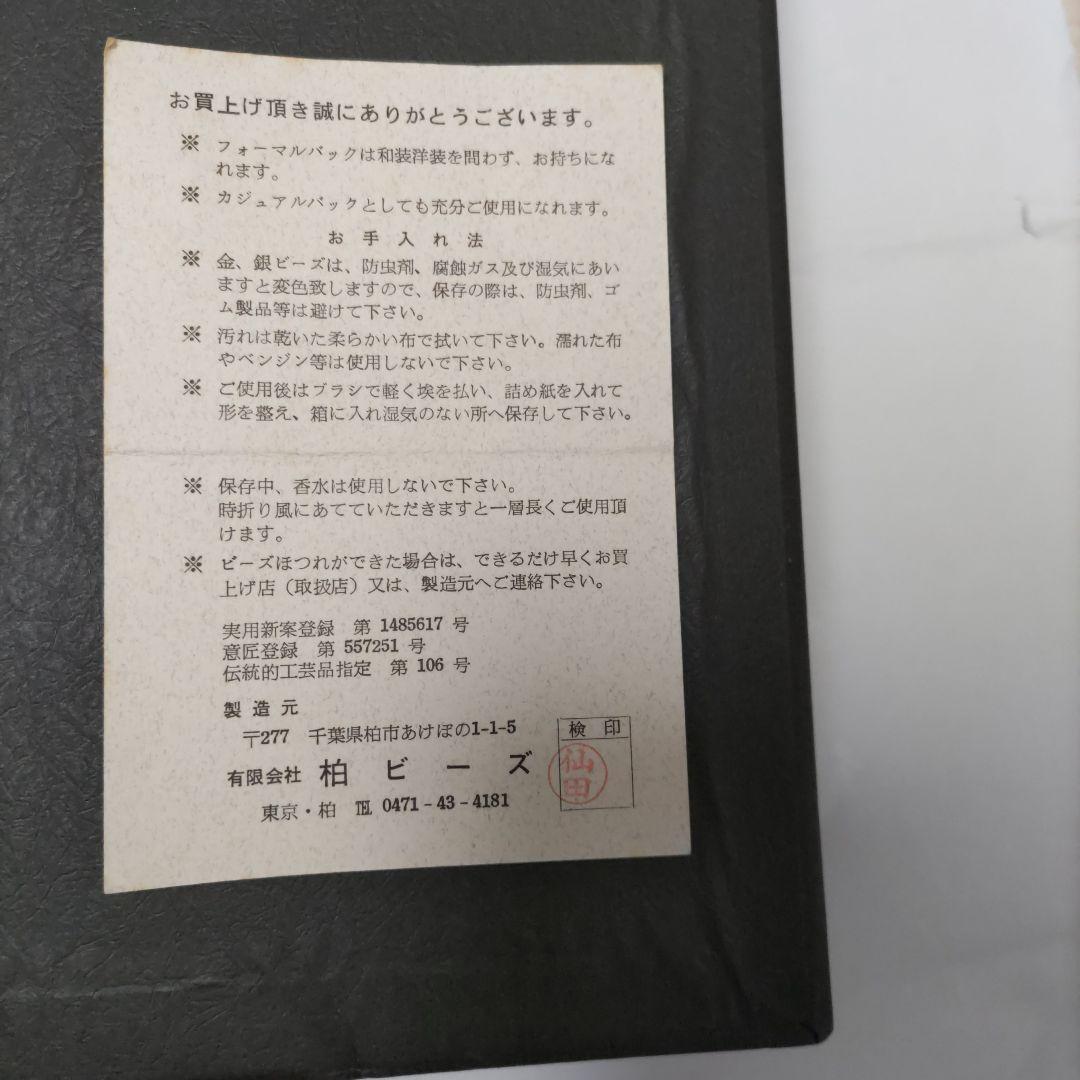 お買上げ頂き誠にありがとうございます。
※ フォーマルバックは和装洋装を問わず、お持ちにな
れます。
※ カジュアルバックとしても充分ご使用になれます。
お手入れ法
※ 金、銀ビーズは、防虫剤、腐蝕ガス及び湿気にあい
ますと変色致しますので、保存の際は、防虫剤、ゴ
ム製品等は避けて下さい。
※ 汚れは乾いた柔らかい布で拭いて下さい。濡れた布
やベンジン等は使用しないで下さい。
※ ご使用後はブラシで軽く埃を払い、詰め紙を入れて
形を整え、箱に入れ湿気のない所へ保存して下さい。
※ 保存中、香水は使用しないで下さい。
時折り風にあてていただきますと一層長くご使用頂
けます。
※ ビーズほつれができた場合は、できるだけ早くお買
上げ店（取扱店）又は、製造元へご連絡下さい。
実用新案登録 第 1485617 号
意匠登録 第 557251 号
伝統的工芸品指定 第 106 号
製造元
〒277 千葉県柏市あけぼの1-1-5
有限会社 柏ビーズ
東京・柏 TEL 0471-43-4181
検印
仙田